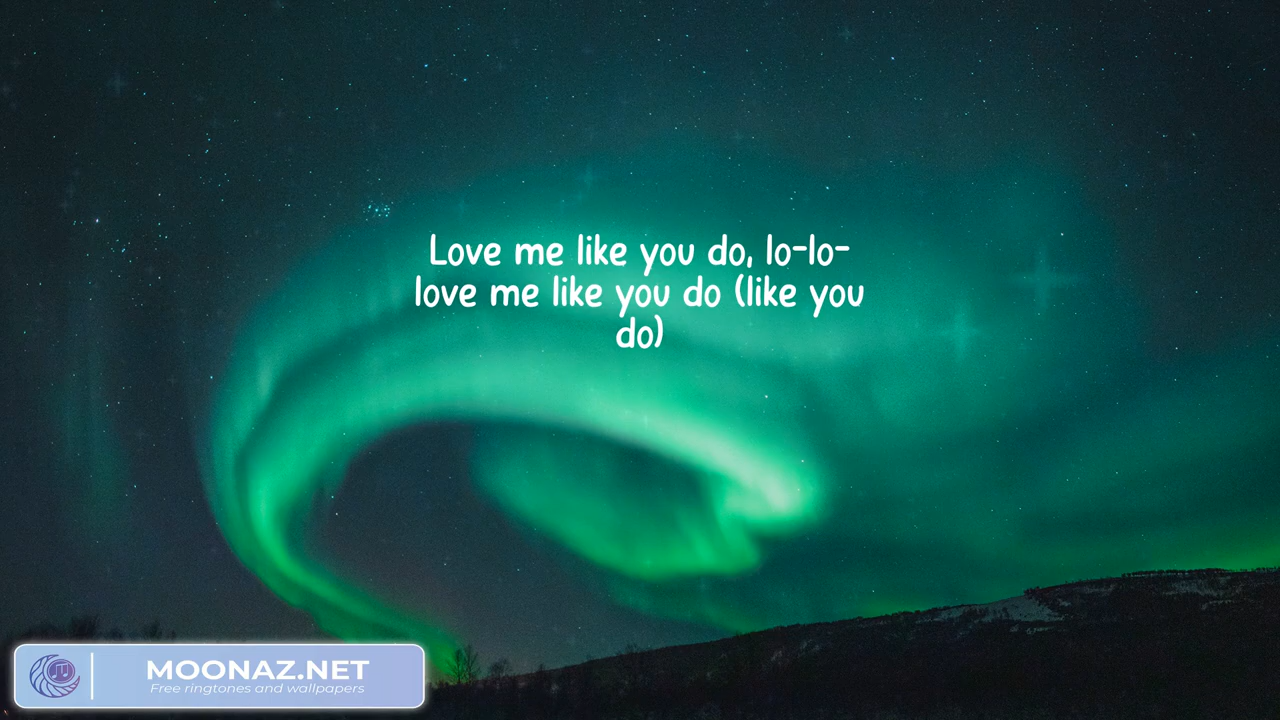 Love me like you do, lo-lo-
love me like you do (like you
do)
MOONAZ.NET
Free ringtones and wallpapers